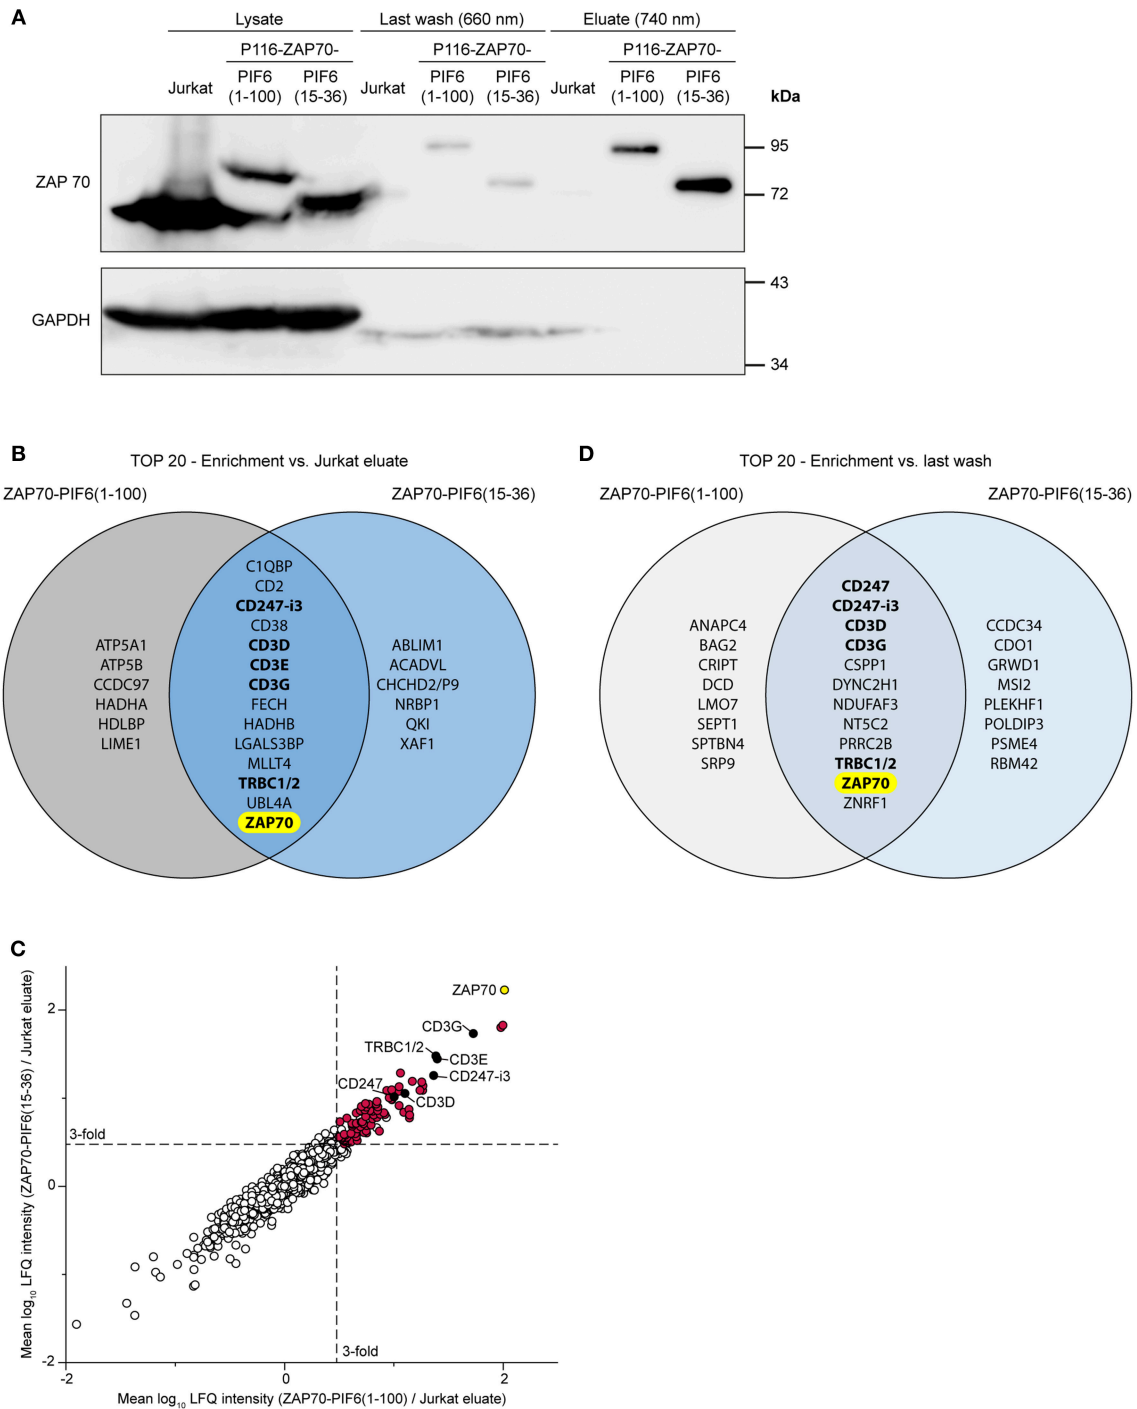 A
Lysate
Last wash (660 nm)
Eluate (740 nm)
P116-ZAP70-
P116-ZAP70-
P116-ZAP70-
Jurkat
PIF6 (1-100)
PIF6 (15-36)
Jurkat
PIF6 (1-100)
PIF6 (15-36)
Jurkat
PIF6 (1-100)
PIF6 (15-36)
kDa
ZAP 70
95
72
GAPDH
43
34
B
TOP 20 - Enrichment vs. Jurkat eluate
ZAP70-PIF6(1-100)
ZAP70-PIF6(15-36)
ATP5A1
ATP5B
CCDC97
HADHA
HDLBP
LIME1
C1QBP
CD2
CD247-i3
CD38
CD3D
CD3E
CD3G
FECH
HADHB
LGALS3BP
MLLT4
TRBC1/2
UBL4A
ZAP70
ABLIM1
ACADVL
CHCHD2/P9
NRBP1
QKI
XAF1
D
TOP 20 - Enrichment vs. last wash
ZAP70-PIF6(1-100)
ZAP70-PIF6(15-36)
ANAPC4
BAG2
CRIPT
DCD
LMO7
SEPT1
SPTBN4
SRP9
CD247
CD247-i3
CD3D
CD3G
CSPP1
DYNC2H1
NDUFAF3
NT5C2
PRRC2B
TRBC1/2
ZAP70
ZNRF1
CCDC34
CDO1
GRWD1
MSI2
PLEKHF1
POLDIP3
PSME4
RBM42
C
Mean log10 LFQ intensity (ZAP70-PIF6(15-36) / Jurkat eluate)
2
0
-2
3-fold
ZAP70
CD3G
TRBC1/2
CD3E
CD247-i3
CD247
CD3D
3-fold
-2
0
2
Mean log10 LFQ intensity (ZAP70-PIF6(1-100) / Jurkat eluate)